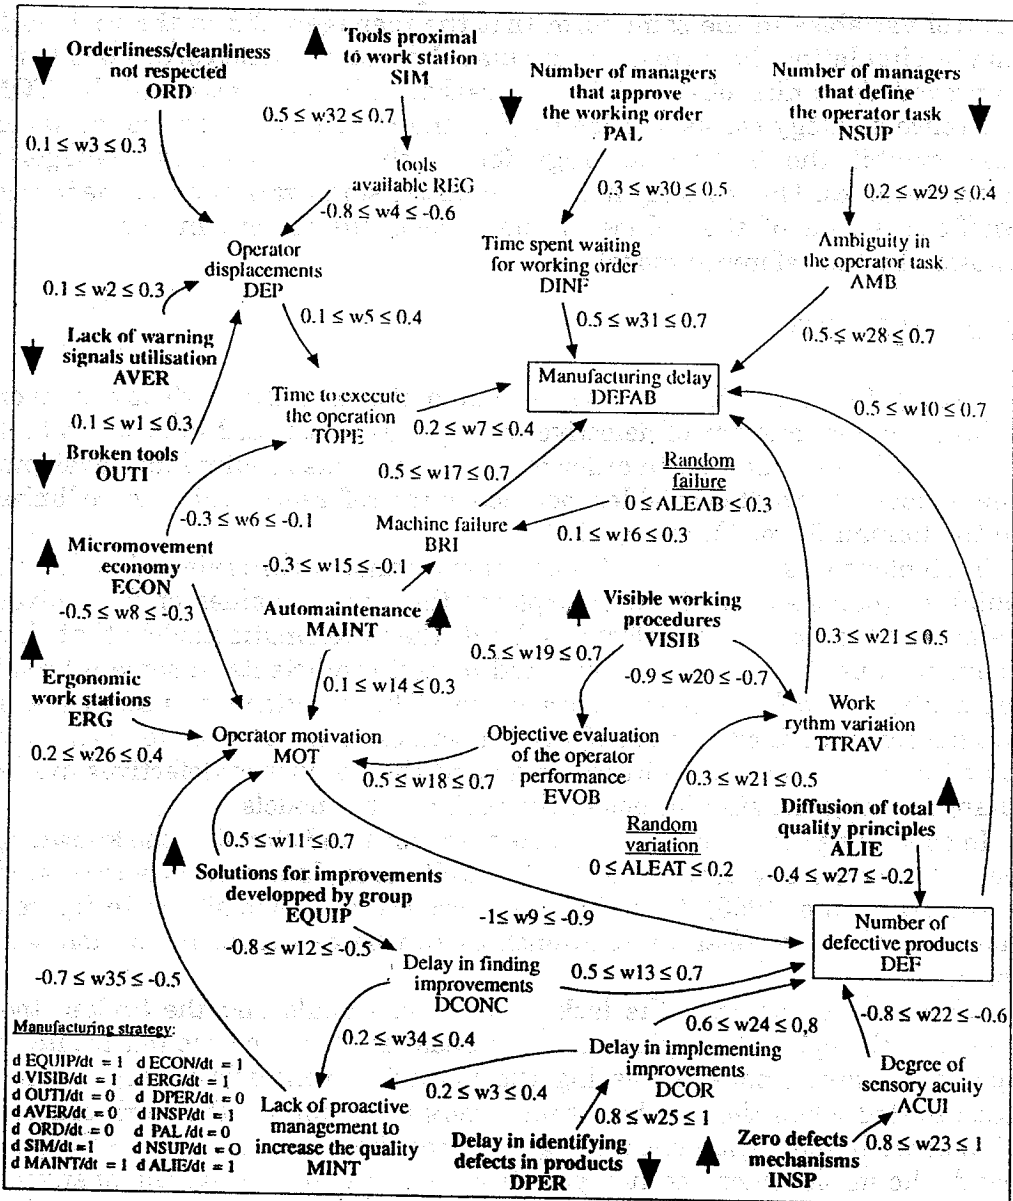 Orderliness/cleanliness
not respected
ORD
Tools proximal
to work station
SIM
Number of managers
that approve
the working order
PAL
Number of managers
that define
the operator task
NSUP
0.1 ≤ w3 ≤ 0.3
0.5 ≤ w32 ≤ 0.7
tools
available REG
0.3 ≤ w30 ≤ 0.5
0.2 ≤ w29 ≤ 0.4
-0.8 ≤ w4 ≤ -0.6
Operator
displacements
DEP
Time spent waiting
for working order
DINF
Ambiguity in
the operator task
AMB
0.1 ≤ w2 ≤ 0.3
0.1 ≤ w5 ≤ 0.4
0.5 ≤ w31 ≤ 0.7
0.5 ≤ w28 ≤ 0.7
Lack of warning
signals utilisation
AVER
Manufacturing delay
DEFAB
Time to execute
the operation
TOPE
0.1 ≤ w1 ≤ 0.3
0.2 ≤ w7 ≤ 0.4
0.5 ≤ w10 ≤ 0.7
Broken tools
OUTI
0.5 ≤ w17 ≤ 0.7
Random
failure
0 ≤ ALEAB ≤ 0.3
-0.3 ≤ w6 ≤ -0.1
Machine failure
BRI
0.1 ≤ w16 ≤ 0.3
Micromovement
economy
ECON
-0.3 ≤ w15 ≤ -0.1
-0.5 ≤ w8 ≤ -0.3
Automaintenance
MAINT
Visible working
procedures
VISIB
0.5 ≤ w19 ≤ 0.7
0.3 ≤ w21 ≤ 0.5
Ergonomic
work stations
ERG
0.1 ≤ w14 ≤ 0.3
-0.9 ≤ w20 ≤ -0.7
Work
rythm variation
TTRAV
0.2 ≤ w26 ≤ 0.4
Operator motivation
MOT
Objective evaluation
of the operator
performance
EVOB
0.5 ≤ w18 ≤ 0.7
0.3 ≤ w21 ≤ 0.5
Random
variation
0 ≤ ALEAT ≤ 0.2
Diffusion of total
quality principles
ALIE
0.5 ≤ w11 ≤ 0.7
-0.4 ≤ w27 ≤ -0.2
Solutions for improvements
developped by group
EQUIP
-1≤ w9 ≤ -0.9
Number of
defective products
DEF
-0.8 ≤ w12 ≤ -0.5
Delay in finding
improvements
DCONC
0.5 ≤ w13 ≤ 0.7
-0.7 ≤ w35 ≤ -0.5
0.6 ≤ w24 ≤ 0,8
-0.8 ≤ w22 ≤ -0.6
0.2 ≤ w34 ≤ 0.4
Delay in implementing
improvements
DCOR
Degree of
sensory acuity
ACUI
0.2 ≤ w3 ≤ 0.4
Lack of proactive
management to
increase the quality
MINT
0.8 ≤ w25 ≤ 1
Delay in identifying
defects in products
DPER
Zero defects
mechanisms
INSP
0.8 ≤ w23 ≤ 1
Manufacturing strategy:
d EQUIP/dt = 1 d ECON/dt = 1
d VISIB/dt = 1 d ERG/dt = 1
d OUTI/dt = 0 d DPER/dt = 0
d AVER/dt = 0 d INSP/dt = 1
d ORD/dt = 0 d PAL/dt = 0
d SIM/dt = 1 d NSUP/dt = 0
d MAINT/dt = 1 d ALIE/dt = 1